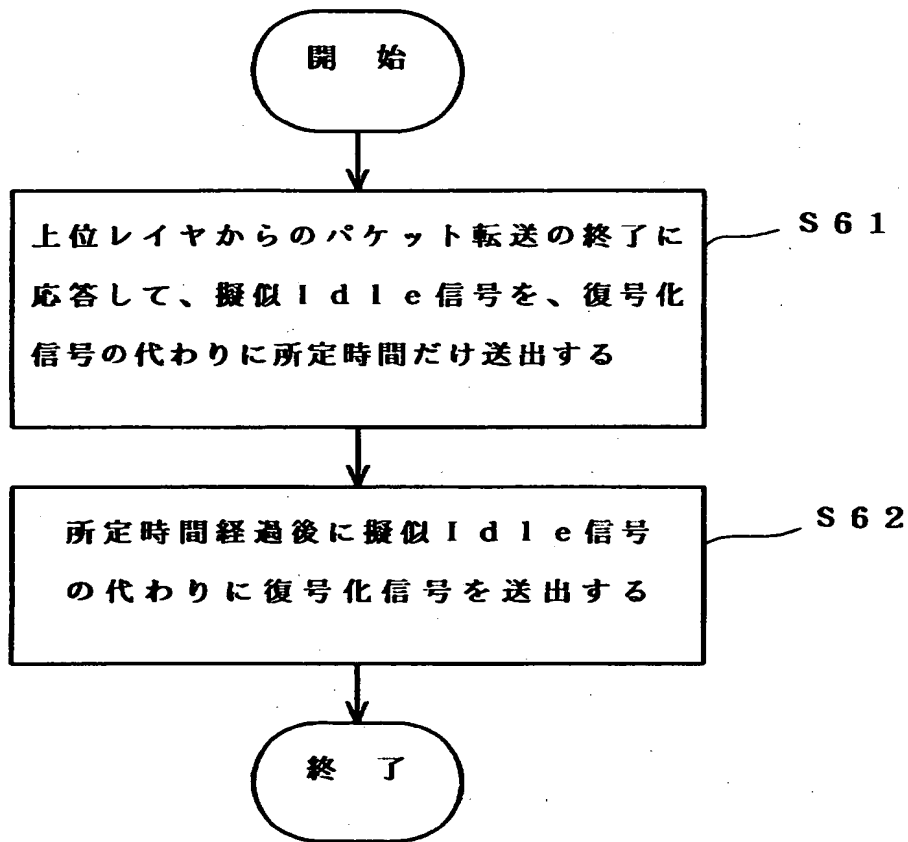 開 始
上位レイヤからのパケット転送の終了に
応答して、擬似Ｉｄｌｅ信号を、復号化
信号の代わりに所定時間だけ送出する
Ｓ６１
所定時間経過後に擬似Ｉｄｌｅ信号
の代わりに復号化信号を送出する
Ｓ６２
終 了